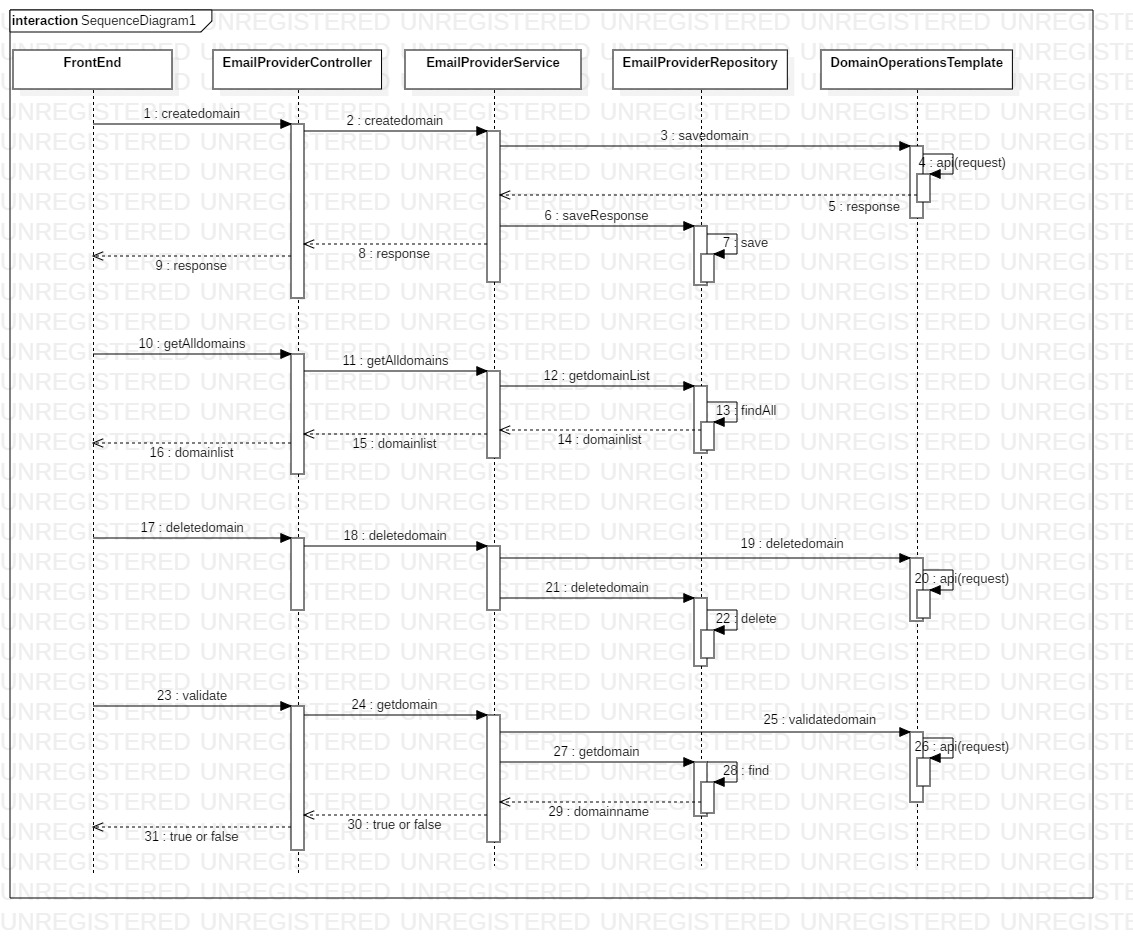 interaction SequenceDiagram1
FrontEnd
EmailProviderController
EmailProviderService
EmailProviderRepository
DomainOperationsTemplate
1 : createdomain
2 : createdomain
3 : savedomain
4 : api(request)
5 : response
6 : saveResponse
7 : save
8 : response
9 : response
10 : getAlldomains
11 : getAlldomains
12 : getdomainList
13 : findAll
14 : domainlist
15 : domainlist
16 : domainlist
17 : deletedomain
18 : deletedomain
19 : deletedomain
20 : api(request)
21 : deletedomain
22 : delete
23 : validate
24 : getdomain
25 : validatedomain
26 : api(request)
27 : getdomain
28 : find
29 : domainname
30 : true or false
31 : true or false
UNREGISTERED UNREGISTERED UNREGISTERED UNREGISTERED UNREGISTERED